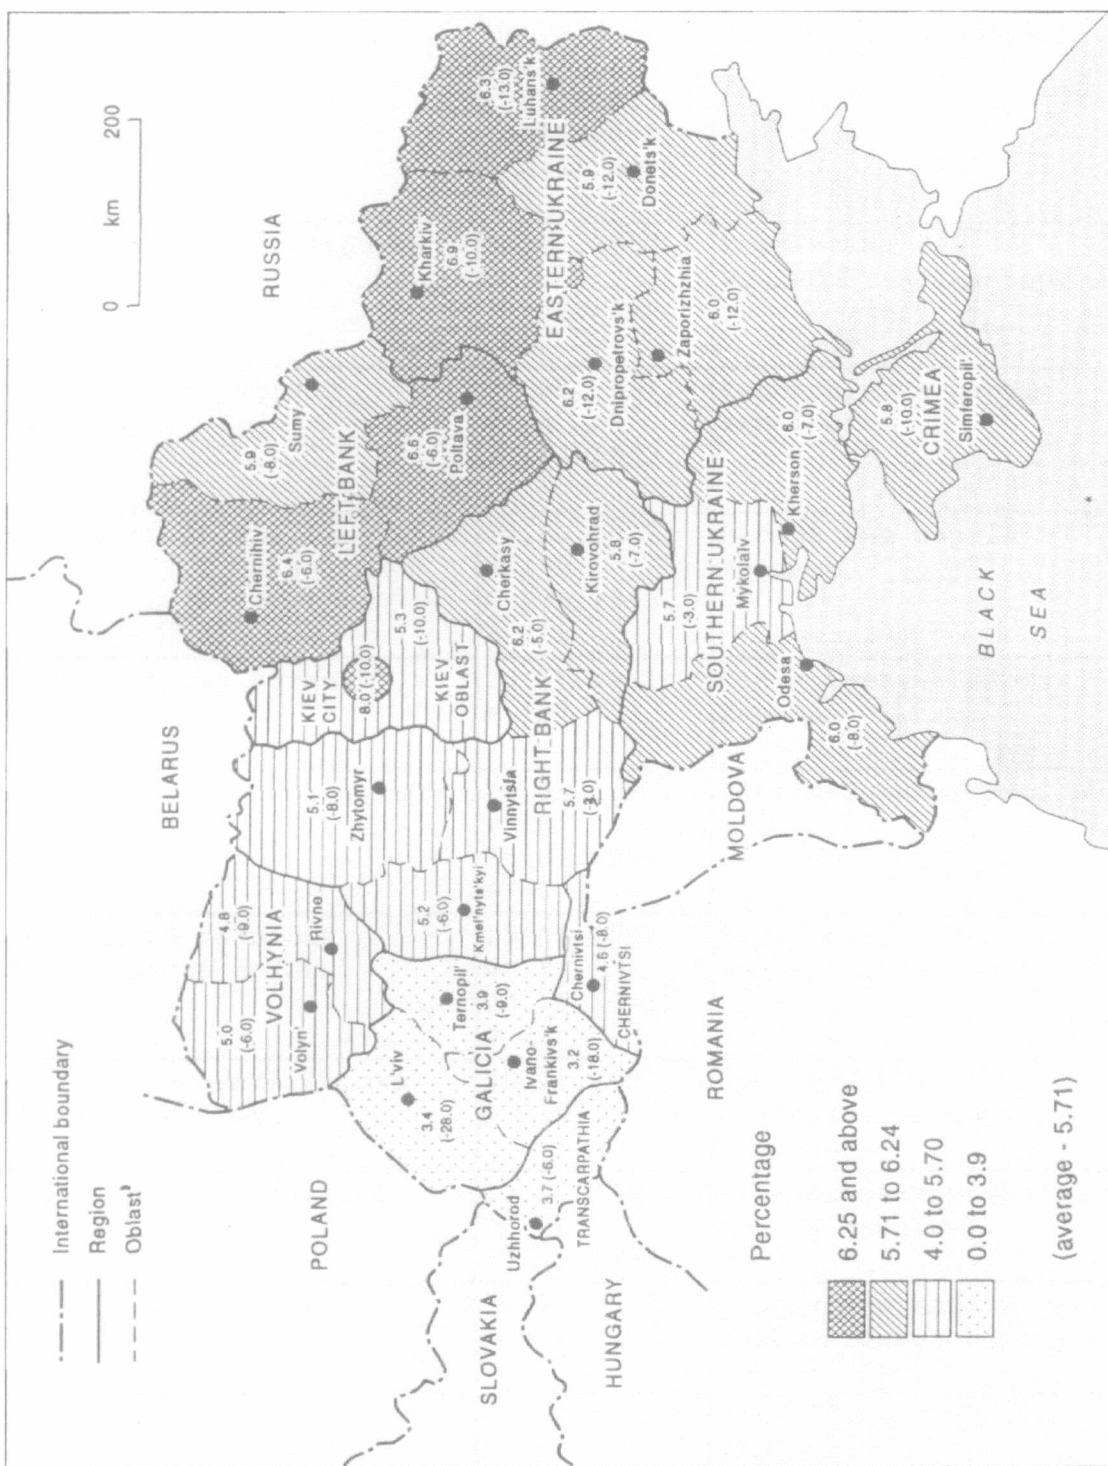 International boundary
Region
Oblast'
0 km 200
RUSSIA
BELARUS
POLAND
SLOVAKIA
HUNGARY
ROMANIA
MOLDOVA
BLACK
SEA
VOLHYNIA
5.0
(-6.0)
Volyn'
4.8
(-9.0)
Rivne
GALICIA
L'viv
3.4
(-28.0)
Ternopil'
3.9
(-9.0)
Ivano-
Frankivs'k
3.2
(-18.0)
Uzhhorod
3.7 (-6.0)
TRANSCARPATHIA
Chernivtsi
4.6 (-8.0)
CHERNIVTSI
RIGHT BANK
5.1
(-8.0)
Zhytomyr
5.2
(-6.0)
Kmel'nyts'kyi
Vinnytsia
5.7
KIEV
CITY
8.0 (-10.0)
5.3
(-10.0)
KIEV
OBLAST
Cherkasy
6.2
(-5.0)
Kirovohrad
5.8
(-7.0)
LEFT BANK
Chernihiv
6.4
(-6.0)
5.9
(-8.0)
Sumy
6.6
(-6.0)
Poltava
EASTERN UKRAINE
Kharkiv
6.9
(-10.0)
6.3
(-13.0)
Luhans'k
5.9
(-12.0)
Donets'k
6.2
(-12.0)
Dnipropetrovs'k
Zaporizhzhia
6.0
(-12.0)
SOUTHERN UKRAINE
5.7
(-3.0)
Mykolaiv
Odesa
6.0
(-8.0)
Kherson
6.0
(-7.0)
5.8
(-10.0)
CRIMEA
Simferopil'
Percentage
6.25 and above
5.71 to 6.24
4.0 to 5.70
0.0 to 3.9
(average - 5.71)